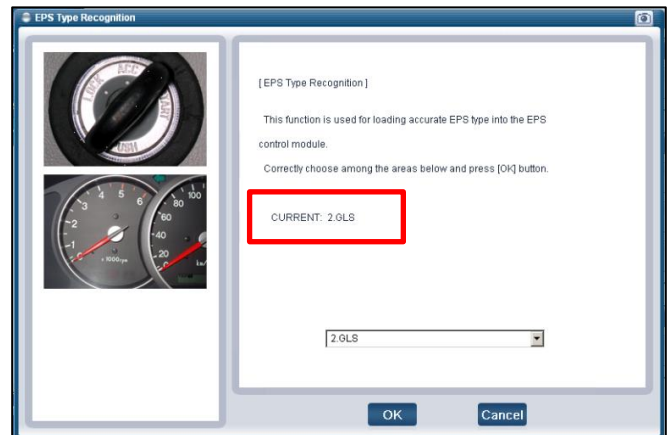 EPS Type Recognition
LOCK ACC START
PUSH
[ EPS Type Recognition ]
This function is used for loading accurate EPS type into the EPS
control module.
Correctly choose among the areas below and press [OK] button.
CURRENT: 2.GLS
3 4 5 6
2
1
x 1000rpm
100
80
60
40
20
km/
2.GLS
OK
Cancel